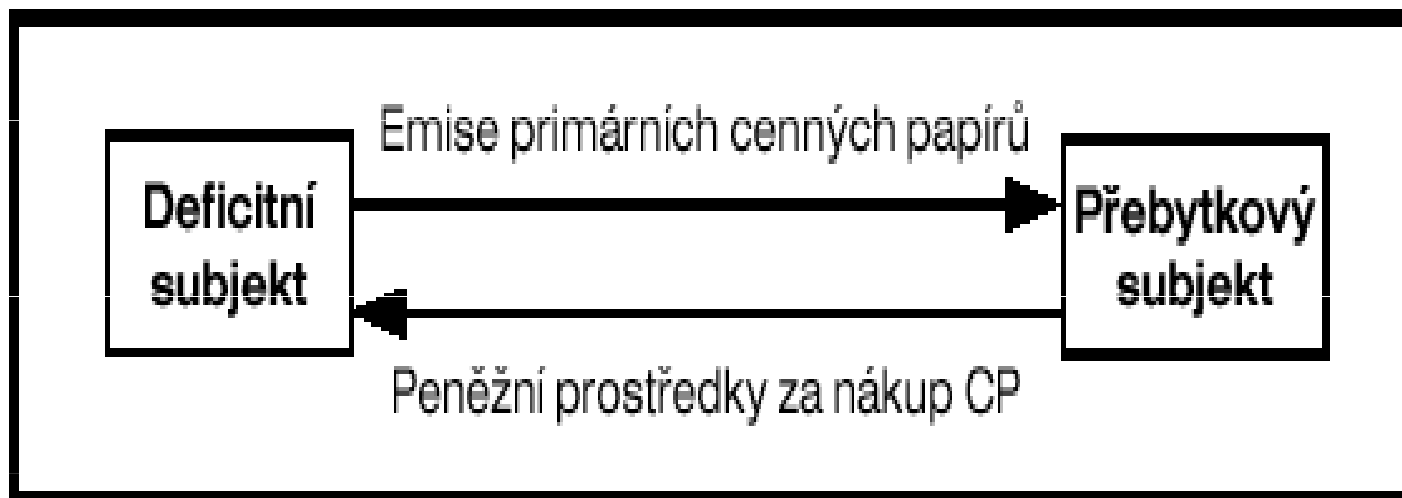 Emise primárních cenných papírů
Deficitní
subjekt
Přebytkový
subjekt
Peněžní prostředky za nákup CP